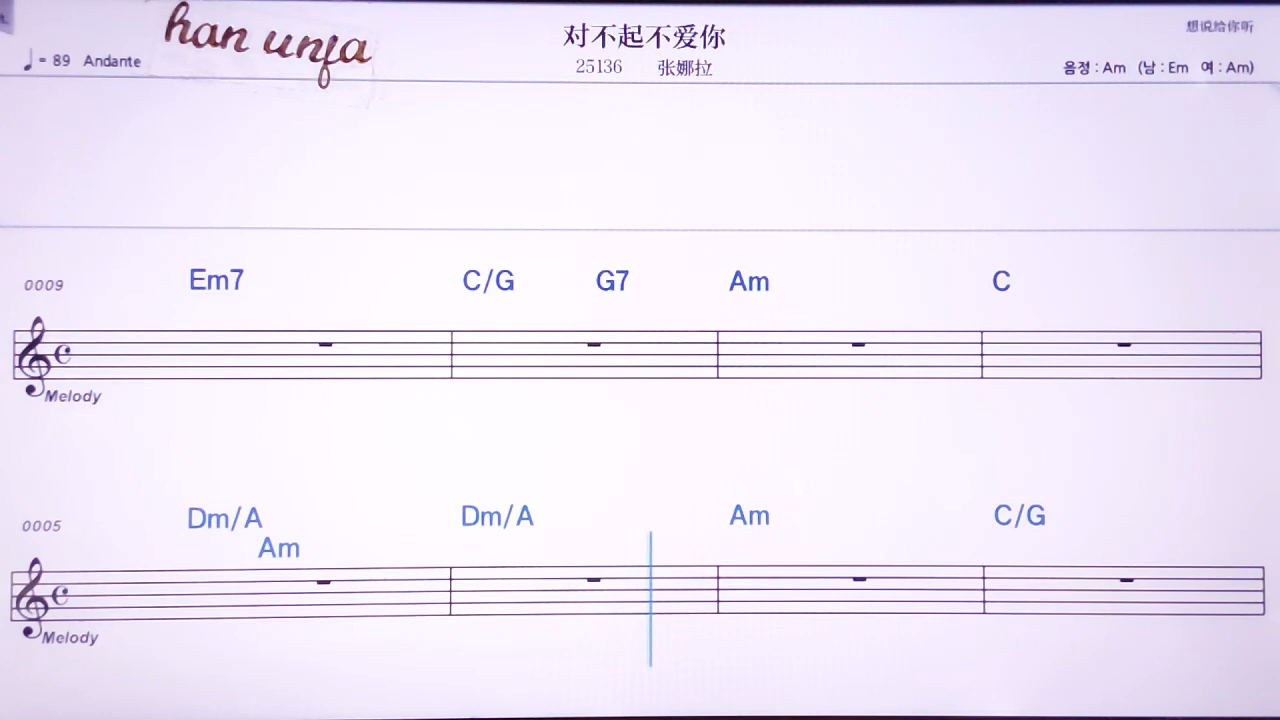 han unfa
对不起不爱你
想说给你听
♩= 89 Andante
25136 张娜拉
음정 : Am (남 : Em 여 : Am)
0009 Em7 C/G G7 Am C
Melody
0005 Dm/A Dm/A Am C/G
Am
Melody